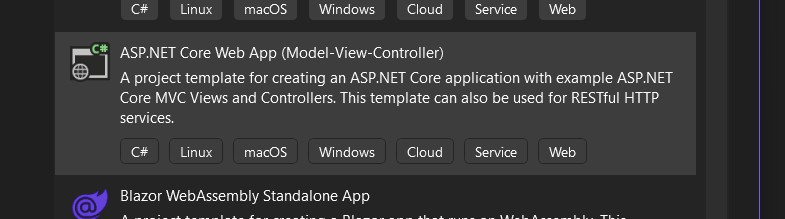 C# Linux macOS Windows Cloud Service Web
C#
ASP.NET Core Web App (Model-View-Controller)
A project template for creating an ASP.NET Core application with example ASP.NET
Core MVC Views and Controllers. This template can also be used for RESTful HTTP
services.
C# Linux macOS Windows Cloud Service Web
@
Blazor WebAssembly Standalone App
A project template for creating a Blazor app that runs on WebAssembly. This